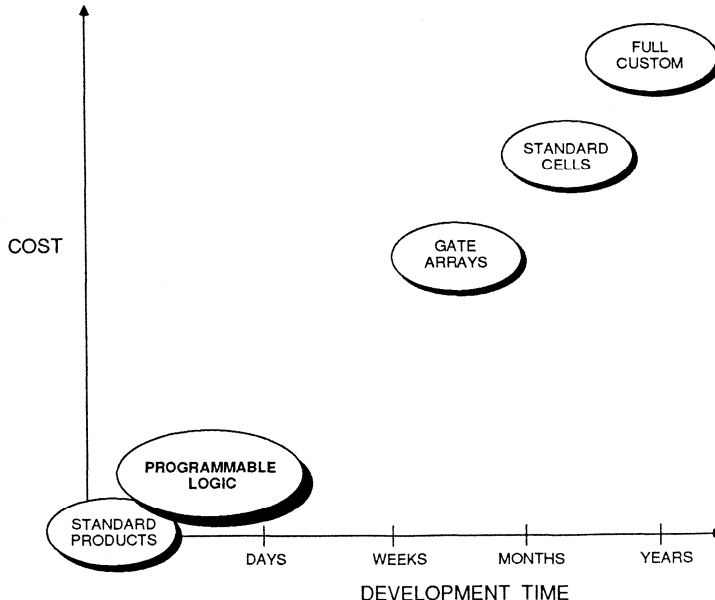 FULL
CUSTOM
STANDARD
CELLS
COST
GATE
ARRAYS
PROGRAMMABLE
LOGIC
STANDARD
PRODUCTS
DAYS
WEEKS
MONTHS
YEARS
DEVELOPMENT TIME